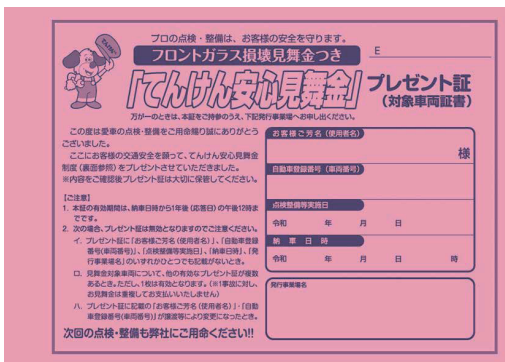 プロの点検・整備は、お客様の安全を守ります。
フロントガラス損壊見舞金つき
「てんけん安心見舞金」
プレゼント証
(対象車両証書)
E
万が一のときは、本証をご持参のうえ、下記発行事業場へお申し出ください。
この度は愛車の点検・整備をご用命賜り誠にありがとう
ございました。
ここにお客様の交通安全を願って、てんけん安心見舞金
制度(裏面参照)をプレゼントさせていただきました。
※内容をご確認後プレゼント証は大切に保管してください。
【ご注意】
1. 本証の有効期間は、納車日時から1年後(応答日)の午後12時ま
でです。
2. 次の場合、プレゼント証は無効となりますのでご注意ください。
イ. プレゼント証に「お客様ご芳名(使用者名)」、「自動車登録
番号(車両番号)」、「点検整備等実施日」、「納車日時」、「発
行事業場名」のいずれかひとつでも記載がないとき。
ロ. 見舞金対象車両について、他の有効なプレゼント証が複数
あるとき。ただし、1枚は有効となります。(※1事故に対し、
お見舞金は重複してお支払いいたしません)
ハ. プレゼント証に記載の「お客様ご芳名(使用者名)」・「自動
車登録番号(車両番号)」が譲渡等により変更になったとき。
次回の点検・整備も弊社にご用命ください!!
お客様ご芳名(使用者名)
様
自動車登録番号(車両番号)
点検整備等実施日
令和 年 月 日
納車日時
令和 年 月 日 時
発行事業場名